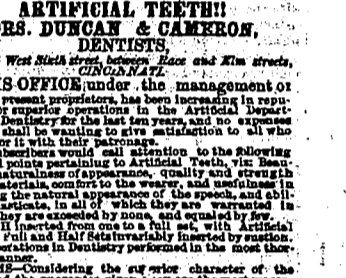 ARTIFICIAL TEETH!!
RS. DUNCAN & CAMERON,
DENTISTS,
West Sixth street, between Race and Elm streets,
CINCINNATI.
IS OFFICE under the management of
present proprietors, has been increasing in repu-
r superior operations in the Artificial Depart-
Dentistry for the last ten years, and no expenses
shall be wanting to give satisfaction to all who
or it with their patronage.
bscribers would call attention to the following
l points pertaining to Artificial Teeth, viz: Beau-
naturalness of appearance, quality and strength
aterials, comfort to the wearer, and usefulness in
g the natural appearance of the speech, and abil-
asticate, in all of which they are warranted in
hey are exceeded by none, and equaled by few.
H inserted from one to a full set, with Artificial
Full and Half Sets invariably inserted by suction.
erations in Dentistry performed in the most thor-
anner.
MS—Considering the superior character of the